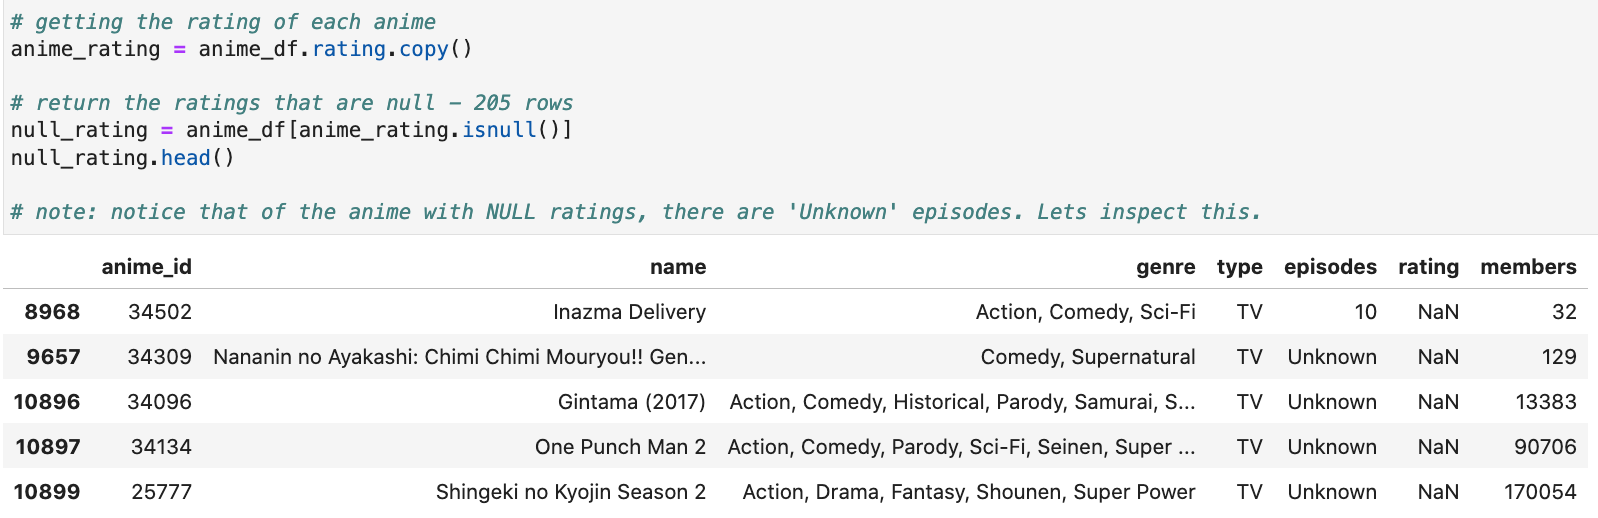 # getting the rating of each anime
anime_rating = anime_df.rating.copy()
# return the ratings that are null – 205 rows
null_rating = anime_df[anime_rating.isnull()]
null_rating.head()
# note: notice that of the anime with NULL ratings, there are 'Unknown' episodes. Lets inspect this.
anime_id name genre type episodes rating members
8968 34502 Inazma Delivery Action, Comedy, Sci-Fi TV 10 NaN 32
9657 34309 Nananin no Ayakashi: Chimi Chimi Mouryou!! Gen... Comedy, Supernatural TV Unknown NaN 129
10896 34096 Gintama (2017) Action, Comedy, Historical, Parody, Samurai, S... TV Unknown NaN 13383
10897 34134 One Punch Man 2 Action, Comedy, Parody, Sci-Fi, Seinen, Super ... TV Unknown NaN 90706
10899 25777 Shingeki no Kyojin Season 2 Action, Drama, Fantasy, Shounen, Super Power TV Unknown NaN 170054